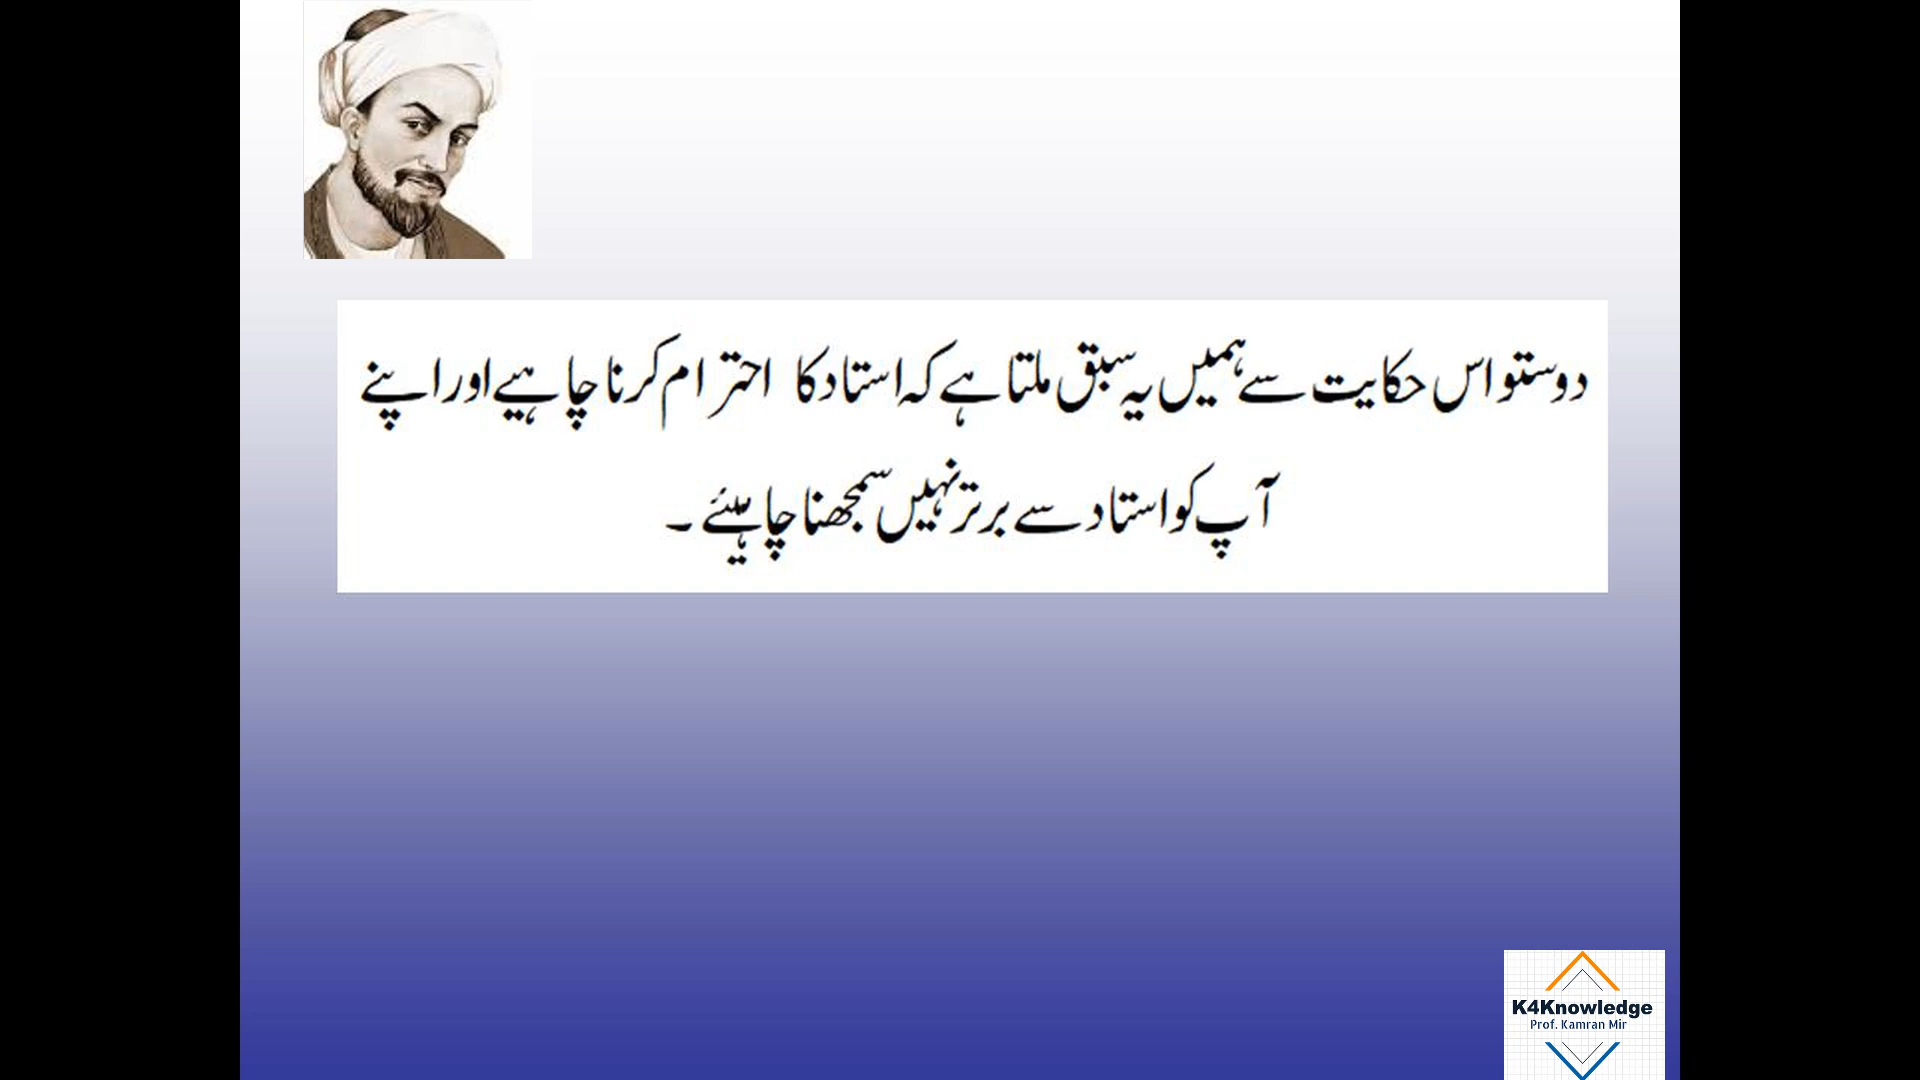 دوستو اس حکایت سے ہمیں یہ سبق ملتا ہے کہ استاد کا احترام کرنا چاہیے اور اپنے
آپ کو استاد سے برتر نہیں سمجھنا چاہیئے ۔
K4Knowledge
Prof. Kamran Mir